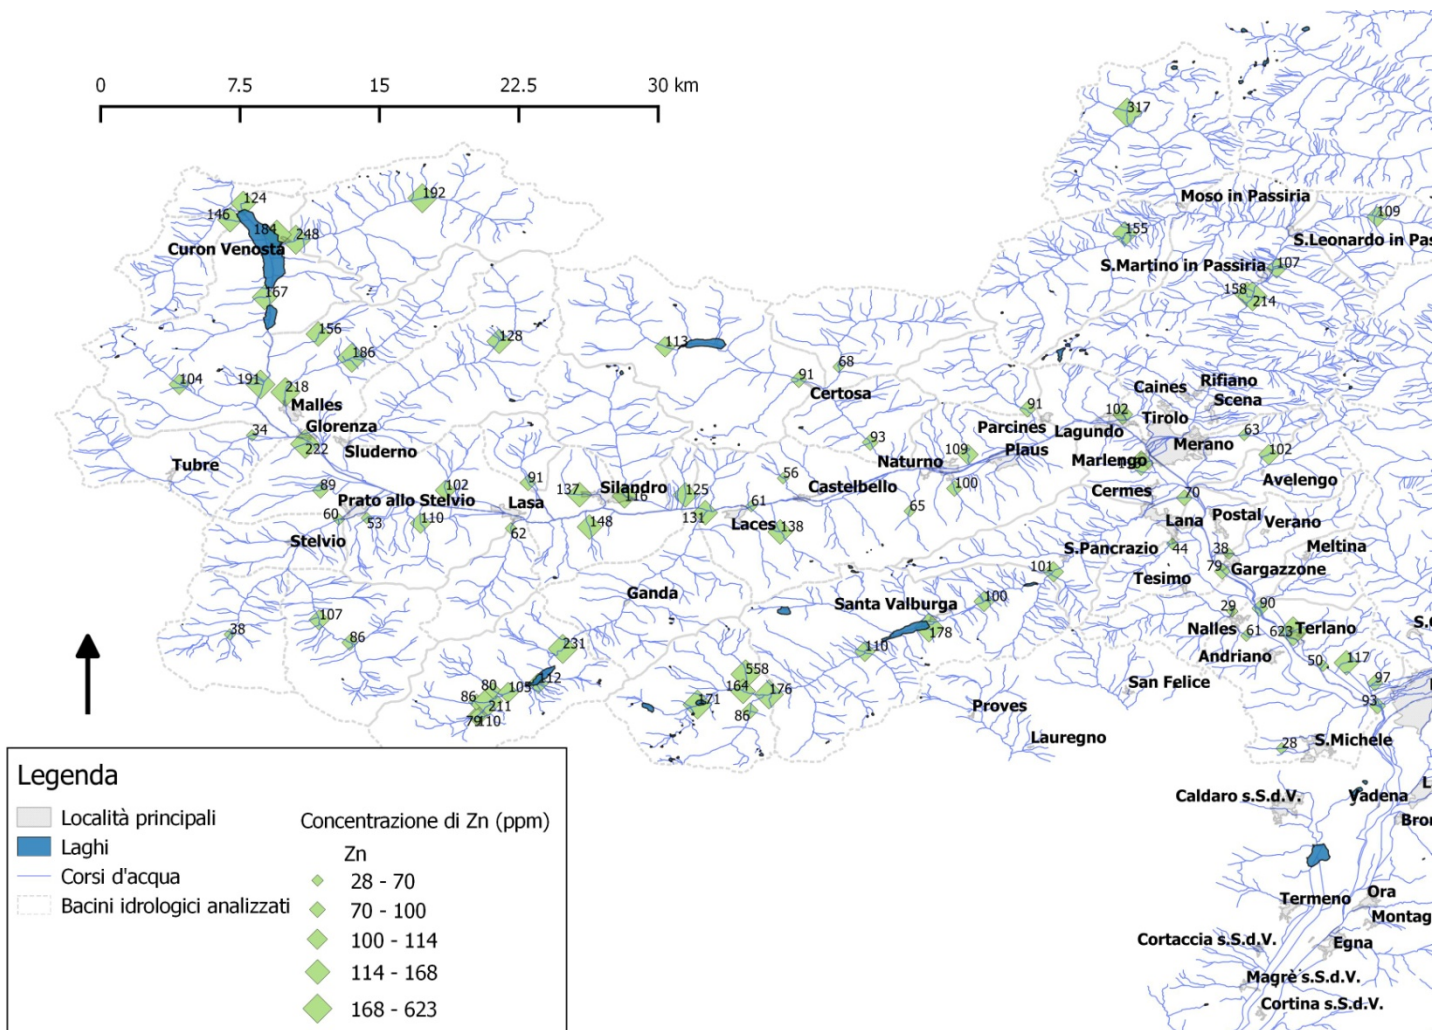 0 7.5 15 22.5 30 km
317
192
124
146
184
248
Curon Venosta
Moso in Passiria
109
155
S.Leonardo in Pas
S.Martino in Passiria
107
158
214
167
156
128
113
186
68
91
Certosa
104
191
218
Malles
Glorenza
34
222
Sluderno
Tubre
Caines
Rifiano
Scena
91
102
Tirolo
Parcines
Lagundo
63
Merano
93
Naturno
109
Plaus
Marlengo
102
Avelengo
89
102
91
137
Silandro
116
125
56
Castelbello
100
Cermes
70
Prato allo Stelvio
Lasa
60
53
110
62
148
131
61
Laces
138
65
Lana
Postal
Verano
Stelvio
S.Pancrazio
44
38
Meltina
101
Tesimo
79
Gargazzone
Ganda
Santa Valburga
100
29
90
38
107
86
178
Nalles
61
623
Terlano
110
Andriano
50
117
231
558
San Felice
97
80
105
112
164
176
86
211
171
86
Proves
93
79
110
Lauregno
28
S.Michele
Caldaro s.S.d.V.
Vadena
Bron
Termeno
Ora
Montag
Cortaccia s.S.d.V.
Egna
Magrè s.S.d.V.
Cortina s.S.d.V.
Legenda
Località principali
Laghi
Corsi d'acqua
Bacini idrologici analizzati
Concentrazione di Zn (ppm)
Zn
28 - 70
70 - 100
100 - 114
114 - 168
168 - 623